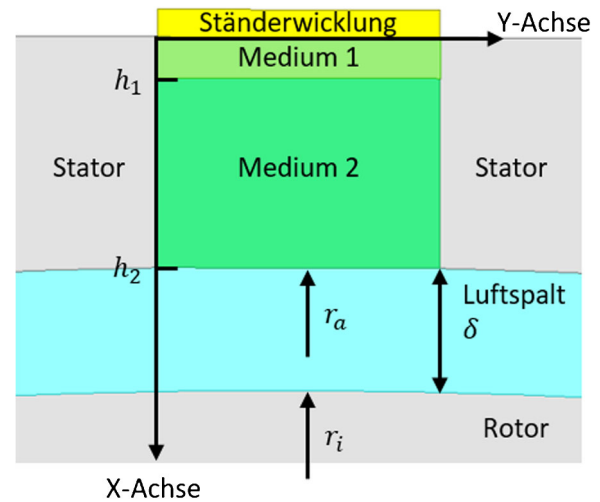 Ständerwicklung
Y-Achse
Medium 1
h₁
Stator
Medium 2
Stator
h₂
Luftspalt
δ
rₐ
Rotor
rᵢ
X-Achse